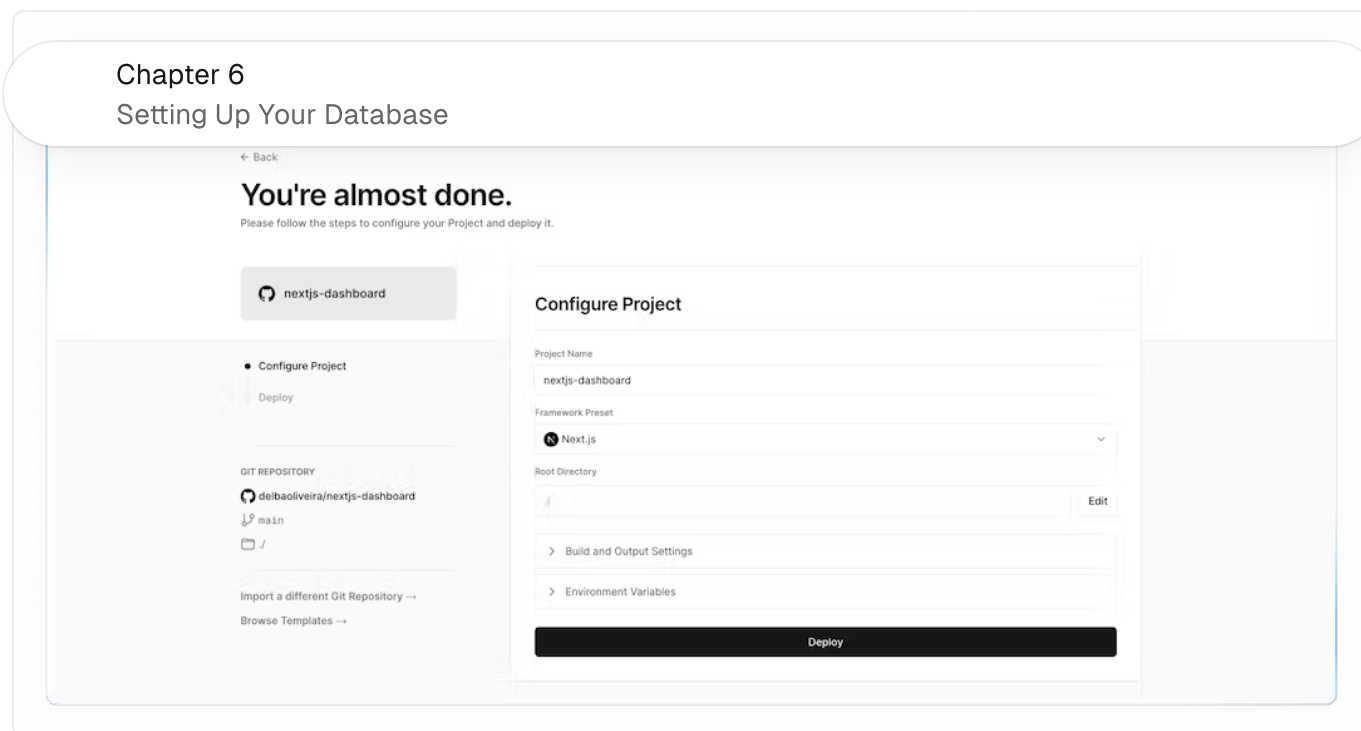 Chapter 6
Setting Up Your Database
← Back
You're almost done.
Please follow the steps to configure your Project and deploy it.
nextjs-dashboard
Configure Project
Deploy
GIT REPOSITORY
delbaoliveira/nextjs-dashboard
main
./
Import a different Git Repository →
Browse Templates →
Configure Project
Project Name
nextjs-dashboard
Framework Preset
Next.js
Root Directory
Edit
Build and Output Settings
Environment Variables
Deploy